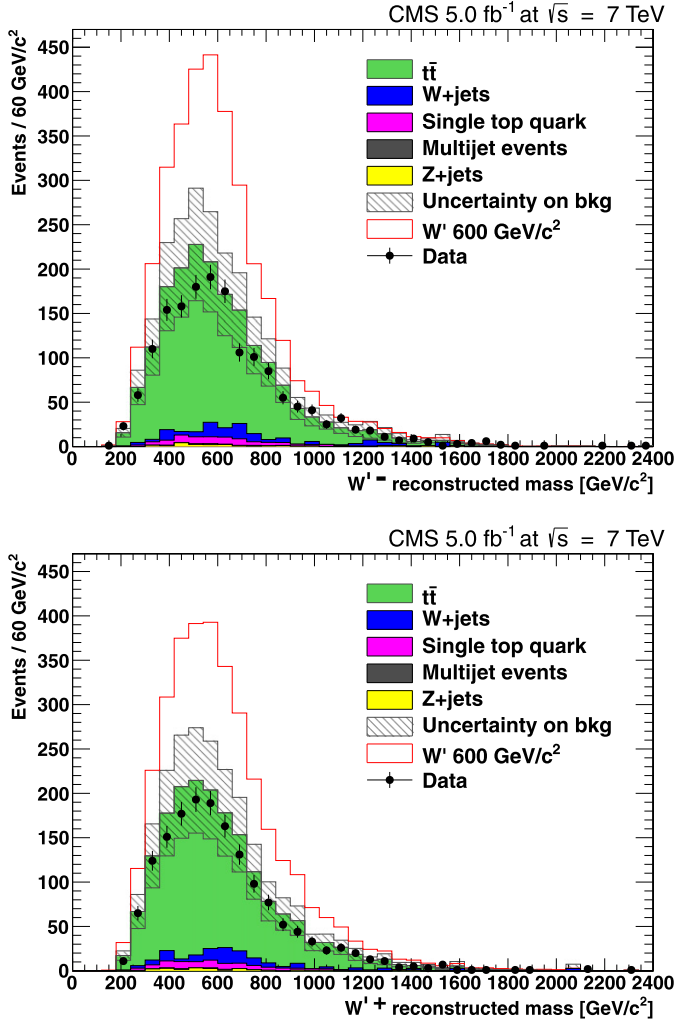 CMS 5.0 fb⁻¹ at √s = 7 TeV
Events / 60 GeV/c²
450
400
350
300
250
200
150
100
50
0
tt̄
W+jets
Single top quark
Multijet events
Z+jets
Uncertainty on bkg
W' 600 GeV/c²
Data
0 200 400 600 800 1000 1200 1400 1600 1800 2000 2200 2400
W'⁻ reconstructed mass [GeV/c²]
CMS 5.0 fb⁻¹ at √s = 7 TeV
Events / 60 GeV/c²
450
400
350
300
250
200
150
100
50
0
tt̄
W+jets
Single top quark
Multijet events
Z+jets
Uncertainty on bkg
W' 600 GeV/c²
Data
0 200 400 600 800 1000 1200 1400 1600 1800 2000 2200 2400
W'⁺ reconstructed mass [GeV/c²]